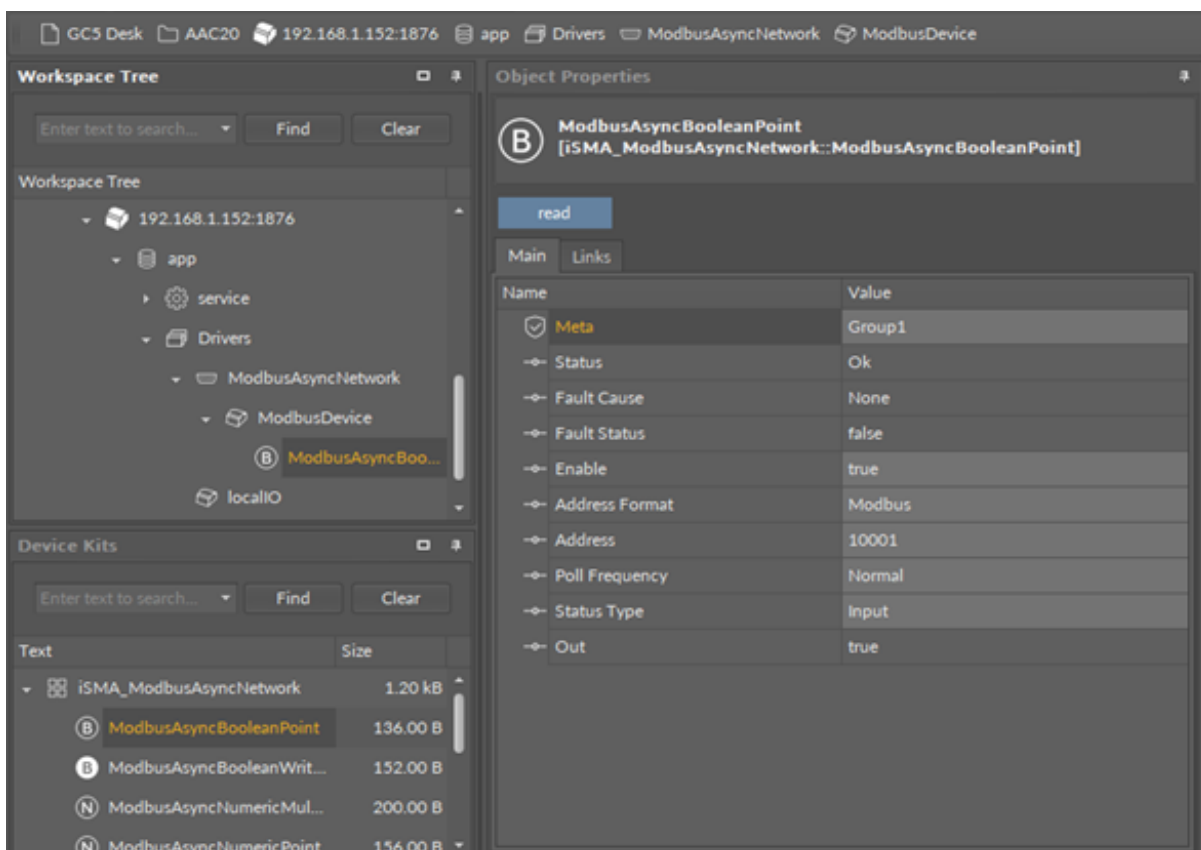 GC5 Desk AAC20 192.168.1.152:1876 app Drivers ModbusAsyncNetwork ModbusDevice
Workspace Tree
Enter text to search... Find Clear
Workspace Tree
192.168.1.152:1876
app
service
Drivers
ModbusAsyncNetwork
ModbusDevice
B ModbusAsyncBoo...
localIO
Device Kits
Enter text to search... Find Clear
Text Size
iSMA_ModbusAsyncNetwork 1.20 kB
B ModbusAsyncBooleanPoint 136.00 B
B ModbusAsyncBooleanWrit... 152.00 B
N ModbusAsyncNumericMul... 200.00 B
N ModbusAsyncNumericPoint 156.00 B
Object Properties
B ModbusAsyncBooleanPoint
[iSMA_ModbusAsyncNetwork::ModbusAsyncBooleanPoint]
read
Main Links
Name Value
Meta Group1
Status Ok
Fault Cause None
Fault Status false
Enable true
Address Format Modbus
Address 10001
Poll Frequency Normal
Status Type Input
Out true